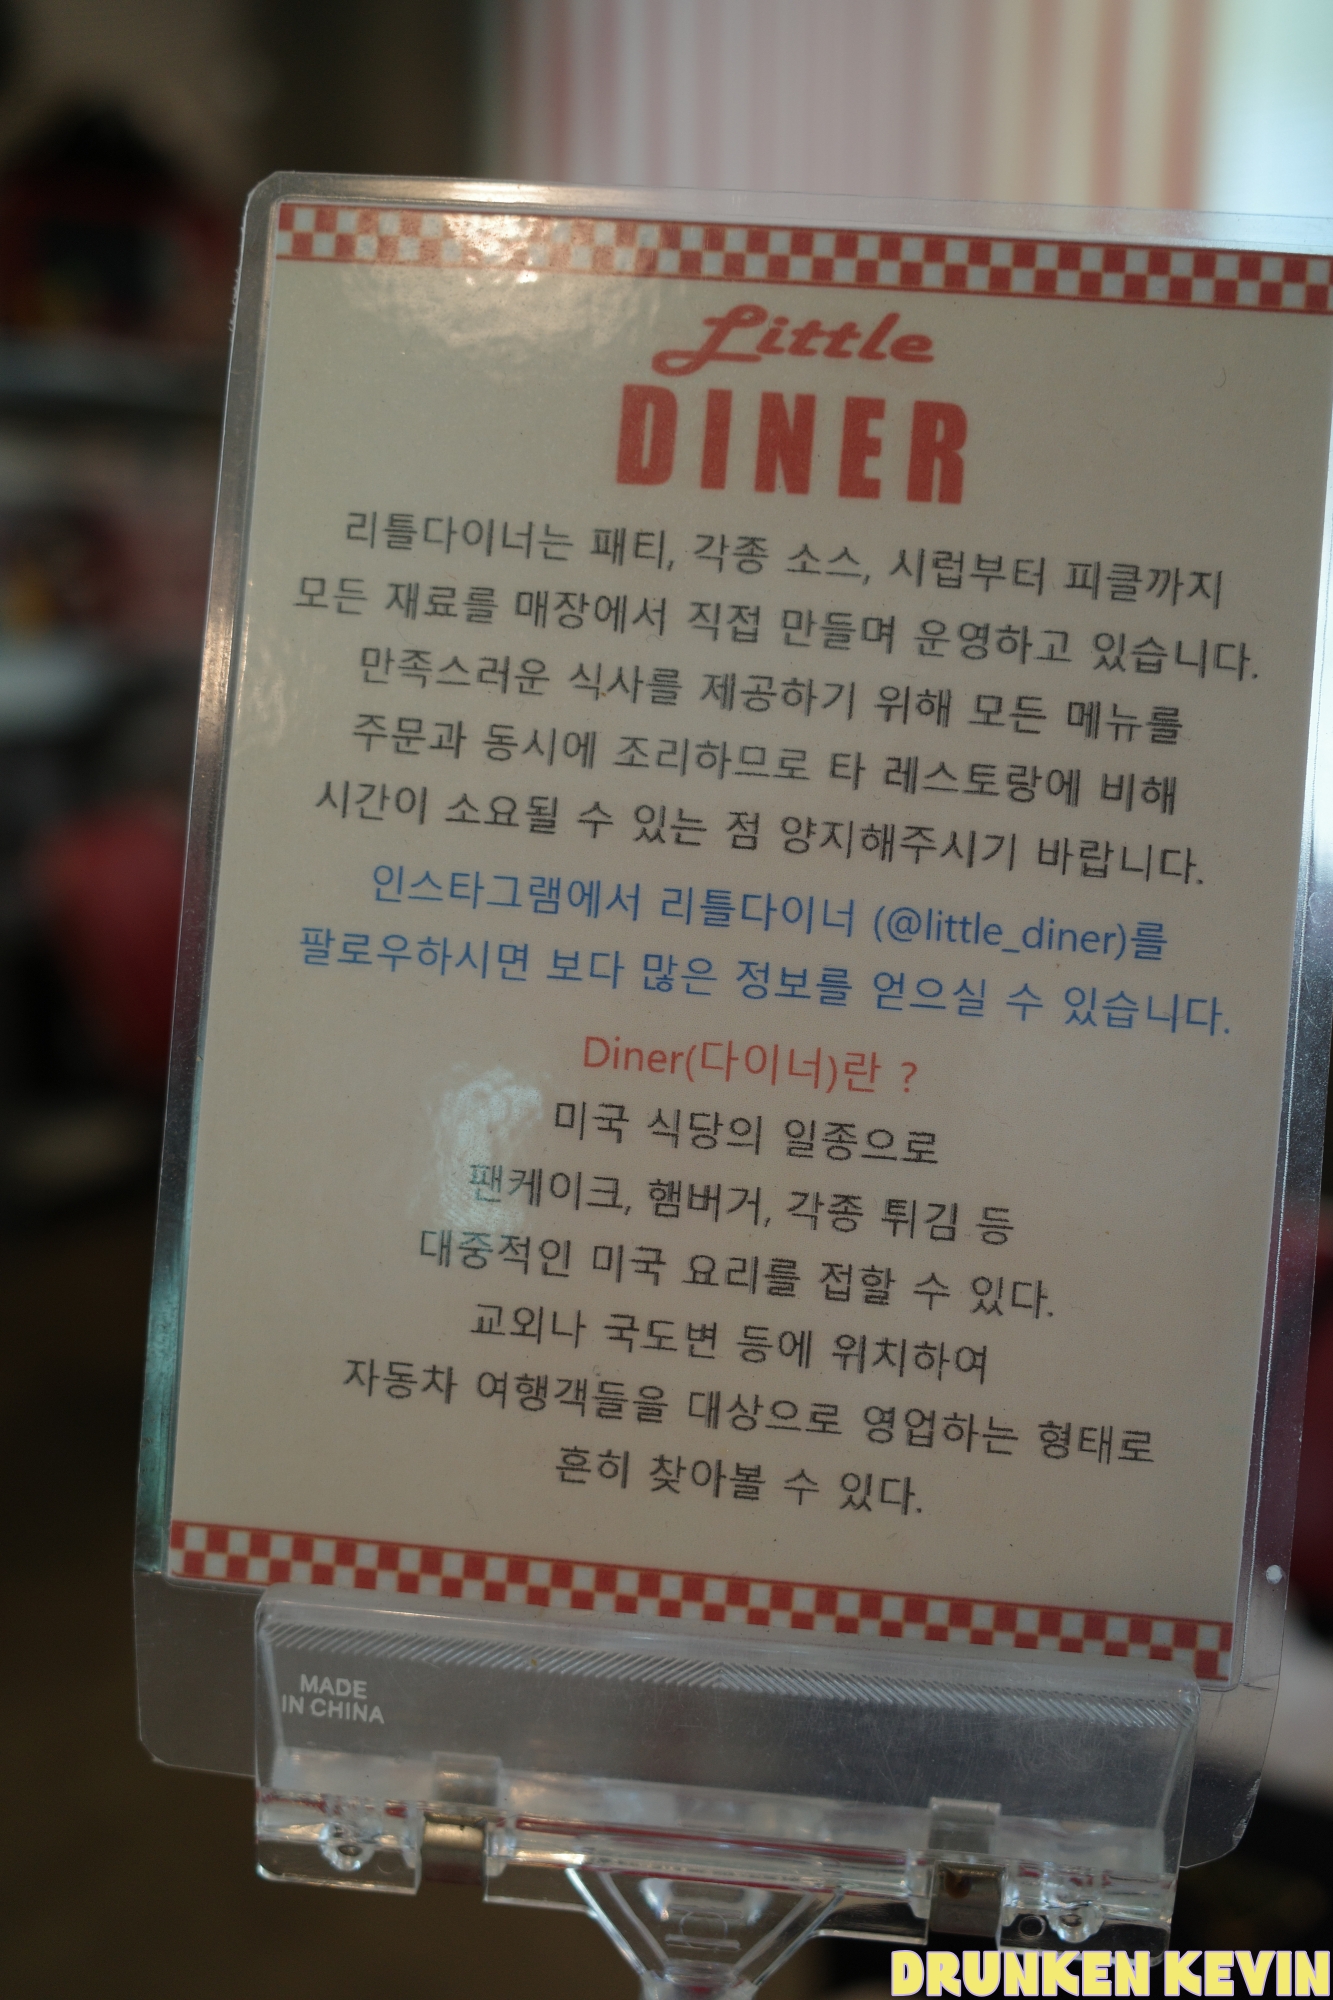 Little
DINER
리틀다이너는 패티, 각종 소스, 시럽부터 피클까지
모든 재료를 매장에서 직접 만들며 운영하고 있습니다.
만족스러운 식사를 제공하기 위해 모든 메뉴를
주문과 동시에 조리하므로 타 레스토랑에 비해
시간이 소요될 수 있는 점 양지해주시기 바랍니다.
인스타그램에서 리틀다이너 (@little_diner)를
팔로우하시면 보다 많은 정보를 얻으실 수 있습니다.
Diner(다이너)란 ?
미국 식당의 일종으로
팬케이크, 햄버거, 각종 튀김 등
대중적인 미국 요리를 접할 수 있다.
교외나 국도변 등에 위치하여
자동차 여행객들을 대상으로 영업하는 형태로
흔히 찾아볼 수 있다.
MADE
IN CHINA
DRUNKEN KEVIN